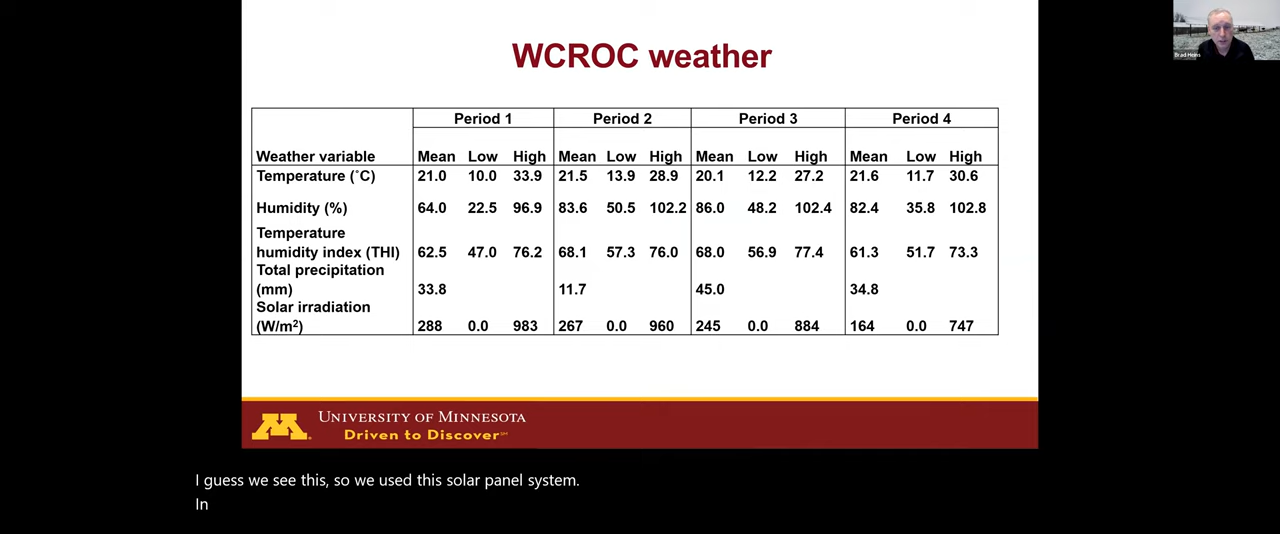 WCROC weather
Brad Heins
Period 1 Period 2 Period 3 Period 4
Weather variable Mean Low High Mean Low High Mean Low High Mean Low High
Temperature (˚C) 21.0 10.0 33.9 21.5 13.9 28.9 20.1 12.2 27.2 21.6 11.7 30.6
Humidity (%) 64.0 22.5 96.9 83.6 50.5 102.2 86.0 48.2 102.4 82.4 35.8 102.8
Temperature
humidity index (THI) 62.5 47.0 76.2 68.1 57.3 76.0 68.0 56.9 77.4 61.3 51.7 73.3
Total precipitation
(mm) 33.8 11.7 45.0 34.8
Solar irradiation
(W/m²) 288 0.0 983 267 0.0 960 245 0.0 884 164 0.0 747
M
UNIVERSITY OF MINNESOTA
Driven to Discover℠
I guess we see this, so we used this solar panel system.
In